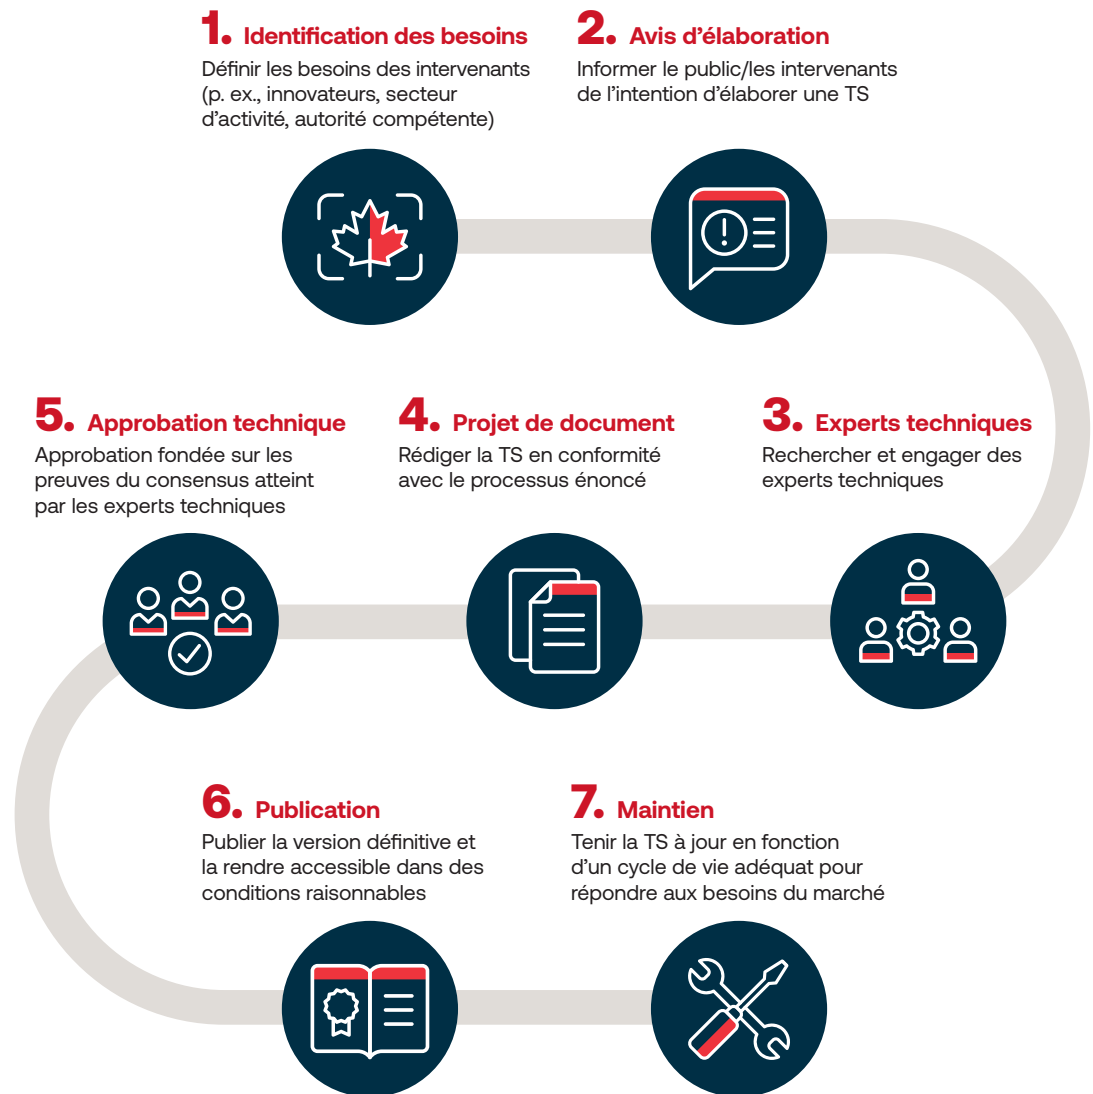 1. Identification des besoins
Définir les besoins des intervenants
(p. ex., innovateurs, secteur
d’activité, autorité compétente)
2. Avis d’élaboration
Informer le public/les intervenants
de l’intention d’élaborer une TS
3. Experts techniques
Rechercher et engager des
experts techniques
4. Projet de document
Rédiger la TS en conformité
avec le processus énoncé
5. Approbation technique
Approbation fondée sur les
preuves du consensus atteint
par les experts techniques
6. Publication
Publier la version définitive et
la rendre accessible dans des
conditions raisonnables
7. Maintien
Tenir la TS à jour en fonction
d’un cycle de vie adéquat pour
répondre aux besoins du marché